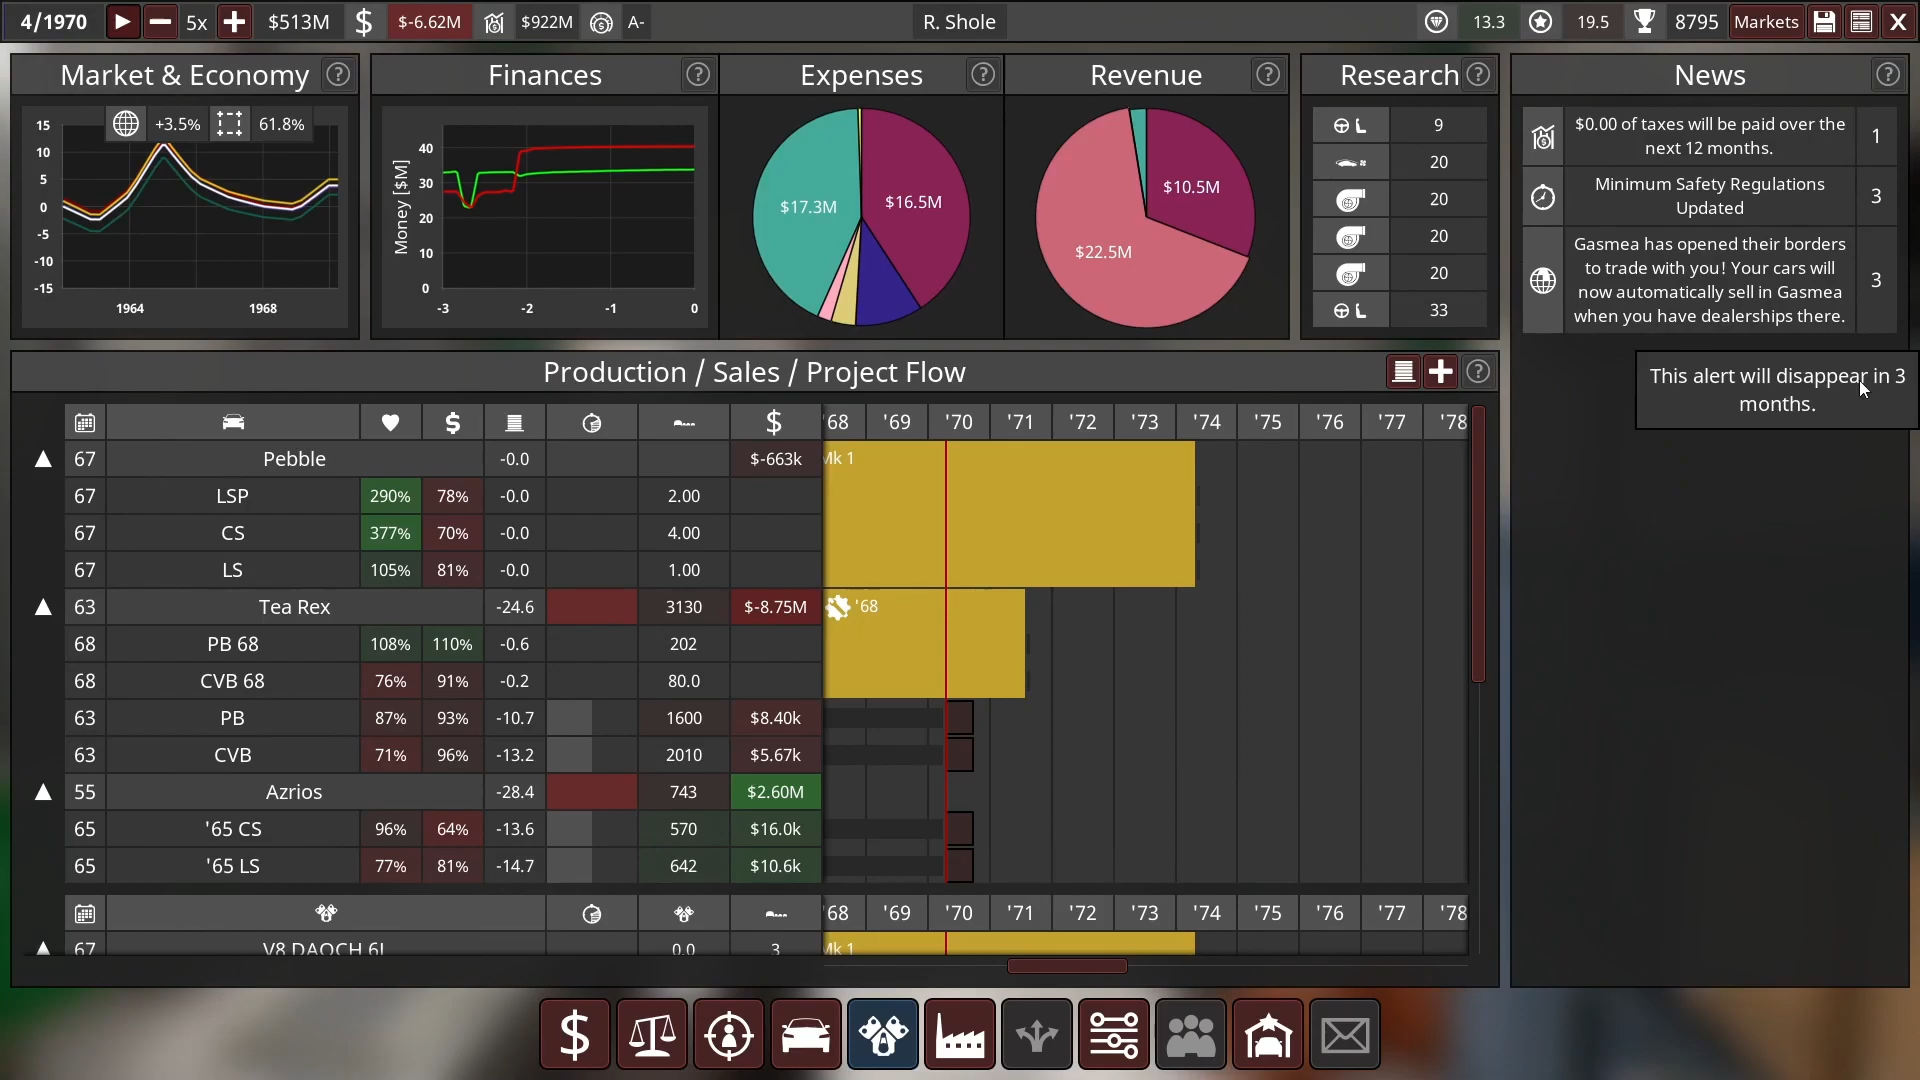 4/1970 5x $513M $-6.62M $922M A- R. Shole 13.3 19.5 8795 Markets
Market & Economy ?
+3.5% 61.8%
15
10
5
0
-5
-10
-15
1964 1968
Finances ?
Money [$M]
40
30
20
10
0
-3 -2 -1 0
Expenses ?
$17.3M $16.5M
Revenue ?
$10.5M
$22.5M
Research ?
9
20
20
20
20
33
News ?
$0.00 of taxes will be paid over the
next 12 months.
1
Minimum Safety Regulations
Updated
3
Gasmea has opened their borders
to trade with you! Your cars will
now automatically sell in Gasmea
when you have dealerships there.
3
This alert will disappear in 3
months.
Production / Sales / Project Flow ?
$ $ '68 '69 '70 '71 '72 '73 '74 '75 '76 '77 '78
67 Pebble -0.0 $-663k Mk 1
67 LSP 290% 78% -0.0 2.00
67 CS 377% 70% -0.0 4.00
67 LS 105% 81% -0.0 1.00
63 Tea Rex -24.6 3130 $-8.75M '68
68 PB 68 108% 110% -0.6 202
68 CVB 68 76% 91% -0.2 80.0
63 PB 87% 93% -10.7 1600 $8.40k
63 CVB 71% 96% -13.2 2010 $5.67k
55 Azrios -28.4 743 $2.60M
65 '65 CS 96% 64% -13.6 570 $16.0k
65 '65 LS 77% 81% -14.7 642 $10.6k
'68 '69 '70 '71 '72 '73 '74 '75 '76 '77 '78
67 V8 DAOCH 6L 0.0 3 Mk 1